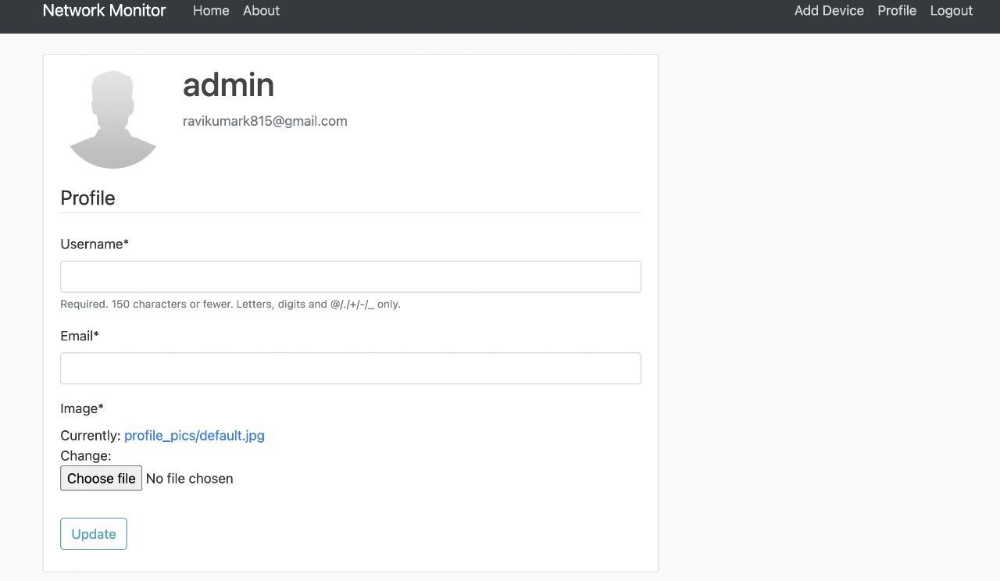 Network Monitor Home About Add Device Profile Logout
admin
ravikumark815@gmail.com
Profile
Username*
Required. 150 characters or fewer. Letters, digits and @/./+/-/_ only.
Email*
Image*
Currently: profile_pics/default.jpg
Change:
Choose file No file chosen
Update